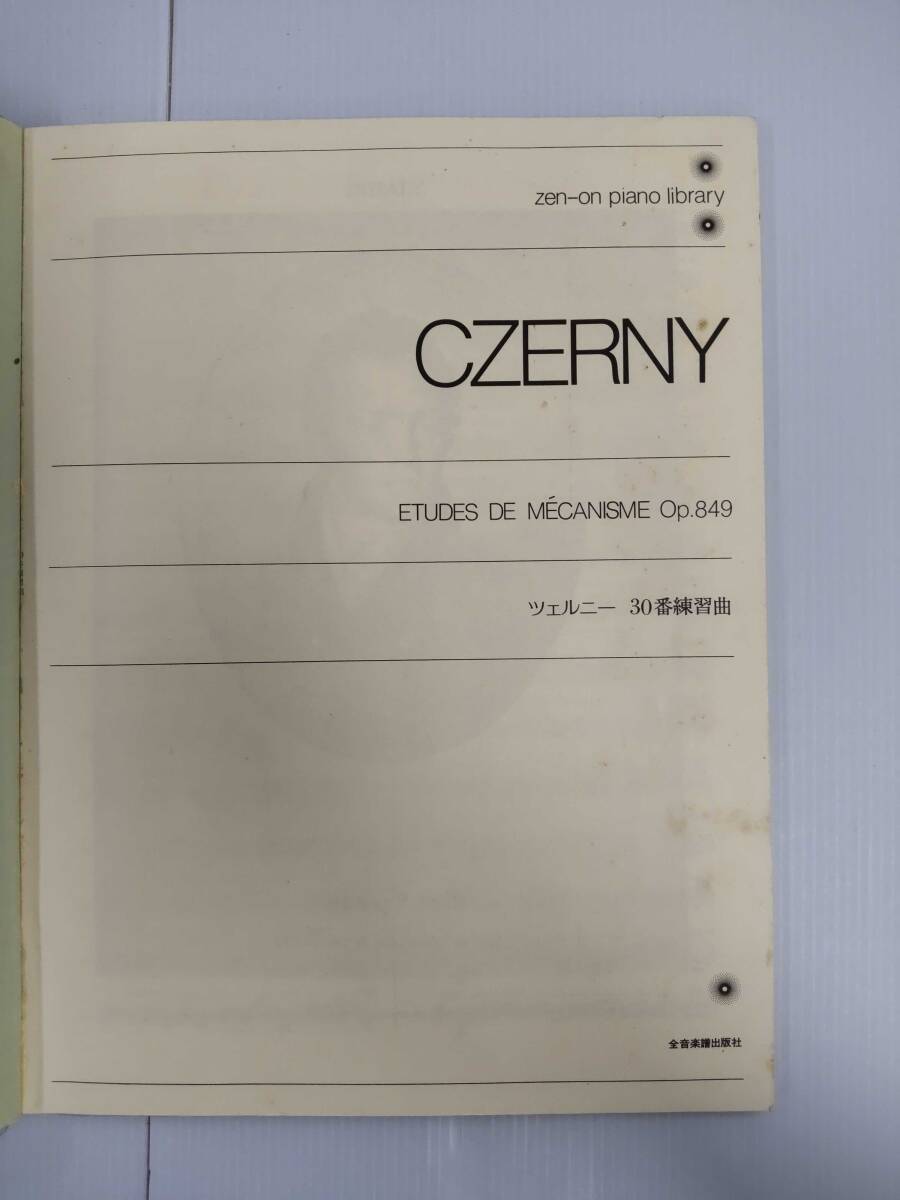 zen-on piano library
CZERNY
ETUDES DE MÉCANISME Op.849
ツェルニー 30番練習曲
全音楽譜出版社